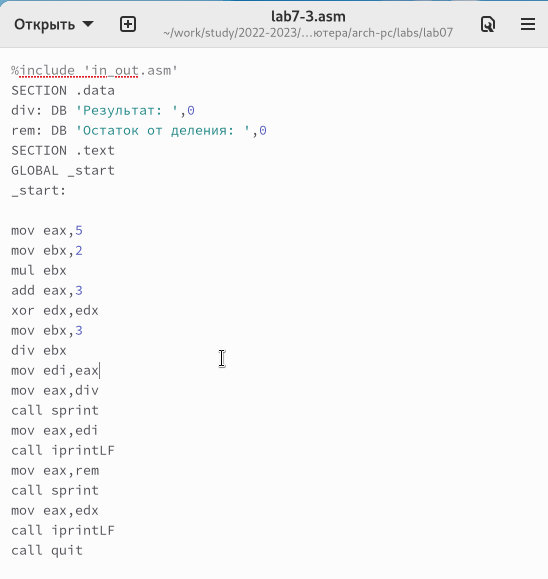 Открыть
lab7-3.asm
~/work/study/2022-2023/…ютера/arch-pc/labs/lab07
%include 'in_out.asm'
SECTION .data
div: DB 'Результат: ',0
rem: DB 'Остаток от деления: ',0
SECTION .text
GLOBAL _start
_start:
mov eax,5
mov ebx,2
mul ebx
add eax,3
xor edx,edx
mov ebx,3
div ebx
mov edi,eax
mov eax,div
call sprint
mov eax,edi
call iprintLF
mov eax,rem
call sprint
mov eax,edx
call iprintLF
call quit